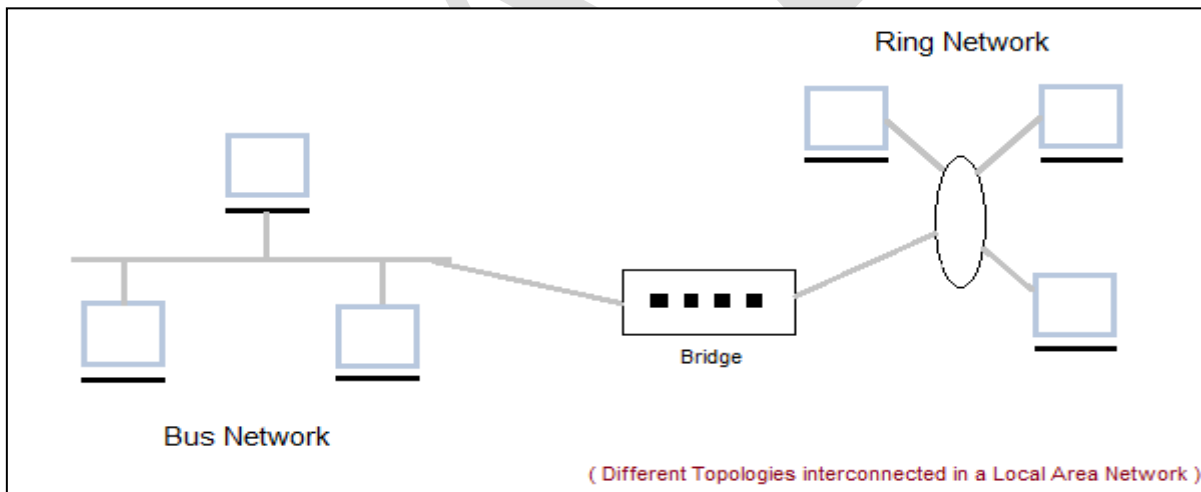 Ring Network
Bridge
Bus Network
( Different Topologies interconnected in a Local Area Network )